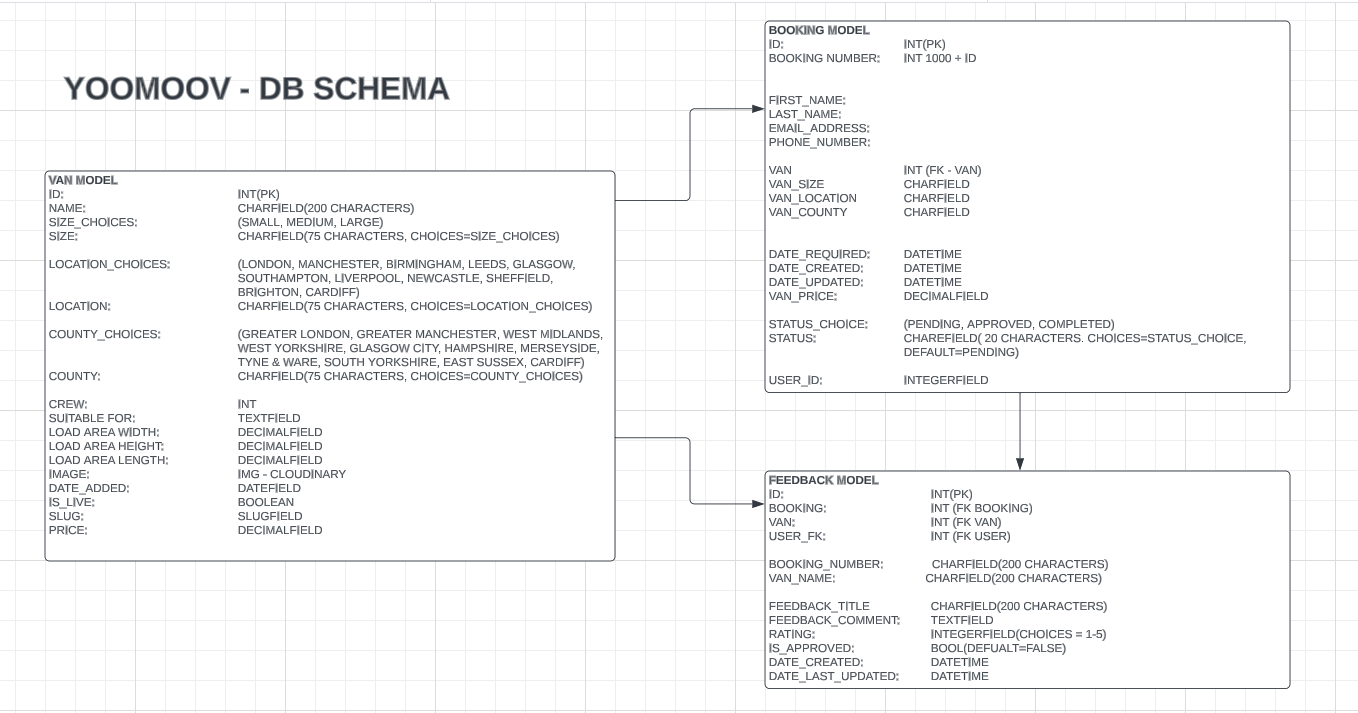 YOOMOOV - DB SCHEMA
VAN MODEL
ID: INT(PK)
NAME: CHARFIELD(200 CHARACTERS)
SIZE_CHOICES: (SMALL, MEDIUM, LARGE)
SIZE: CHARFIELD(75 CHARACTERS, CHOICES=SIZE_CHOICES)
LOCATION_CHOICES: (LONDON, MANCHESTER, BIRMINGHAM, LEEDS, GLASGOW,
SOUTHAMPTON, LIVERPOOL, NEWCASTLE, SHEFFIELD,
BRIGHTON, CARDIFF)
LOCATION: CHARFIELD(75 CHARACTERS, CHOICES=LOCATION_CHOICES)
COUNTY_CHOICES: (GREATER LONDON, GREATER MANCHESTER, WEST MIDLANDS,
WEST YORKSHIRE, GLASGOW CITY, HAMPSHIRE, MERSEYSIDE,
TYNE & WARE, SOUTH YORKSHIRE, EAST SUSSEX, CARDIFF)
COUNTY: CHARFIELD(75 CHARACTERS, CHOICES=COUNTY_CHOICES)
CREW: INT
SUITABLE FOR: TEXTFIELD
LOAD AREA WIDTH: DECIMALFIELD
LOAD AREA HEIGHT: DECIMALFIELD
LOAD AREA LENGTH: DECIMALFIELD
IMAGE: IMG - CLOUDINARY
DATE_ADDED: DATEFIELD
IS_LIVE: BOOLEAN
SLUG: SLUGFIELD
PRICE: DECIMALFIELD
BOOKING MODEL
ID: INT(PK)
BOOKING NUMBER: INT 1000 + ID
FIRST_NAME:
LAST_NAME:
EMAIL_ADDRESS:
PHONE_NUMBER:
VAN INT (FK - VAN)
VAN_SIZE CHARFIELD
VAN_LOCATION CHARFIELD
VAN_COUNTY CHARFIELD
DATE_REQUIRED: DATETIME
DATE_CREATED: DATETIME
DATE_UPDATED: DATETIME
VAN_PRICE: DECIMALFIELD
STATUS_CHOICE: (PENDING, APPROVED, COMPLETED)
STATUS: CHAREFIELD( 20 CHARACTERS. CHOICES=STATUS_CHOICE,
DEFAULT=PENDING)
USER_ID: INTEGERFIELD
FEEDBACK MODEL
ID: INT(PK)
BOOKING: INT (FK BOOKING)
VAN: INT (FK VAN)
USER_FK: INT (FK USER)
BOOKING_NUMBER: CHARFIELD(200 CHARACTERS)
VAN_NAME: CHARFIELD(200 CHARACTERS)
FEEDBACK_TITLE CHARFIELD(200 CHARACTERS)
FEEDBACK_COMMENT: TEXTFIELD
RATING: INTEGERFIELD(CHOICES = 1-5)
IS_APPROVED: BOOL(DEFUALT=FALSE)
DATE_CREATED: DATETIME
DATE_LAST_UPDATED: DATETIME